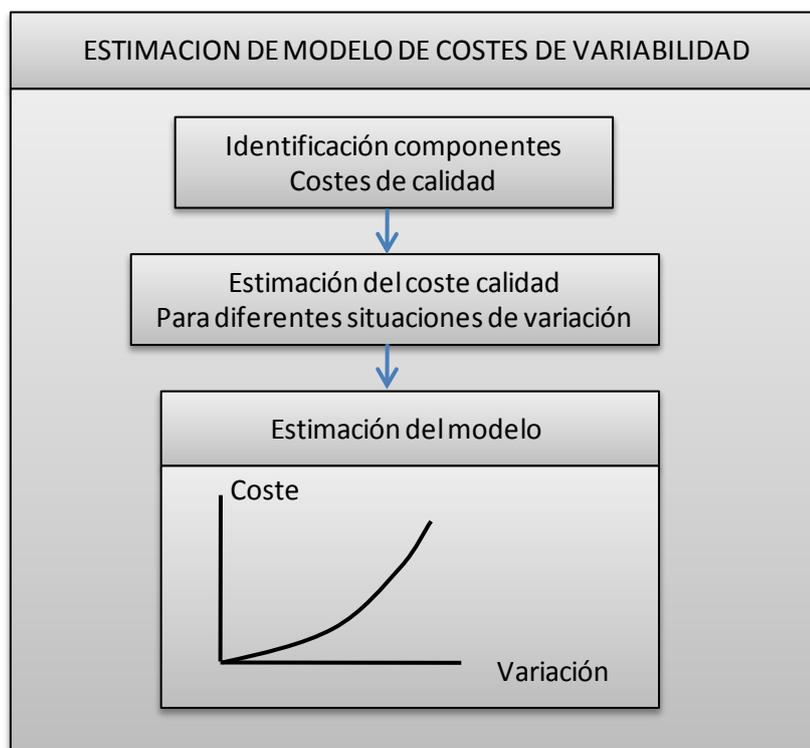 ESTIMACION DE MODELO DE COSTES DE VARIABILIDAD
Identificación componentes
Costes de calidad
Estimación del coste calidad
Para diferentes situaciones de variación
Estimación del modelo
Coste
Variación